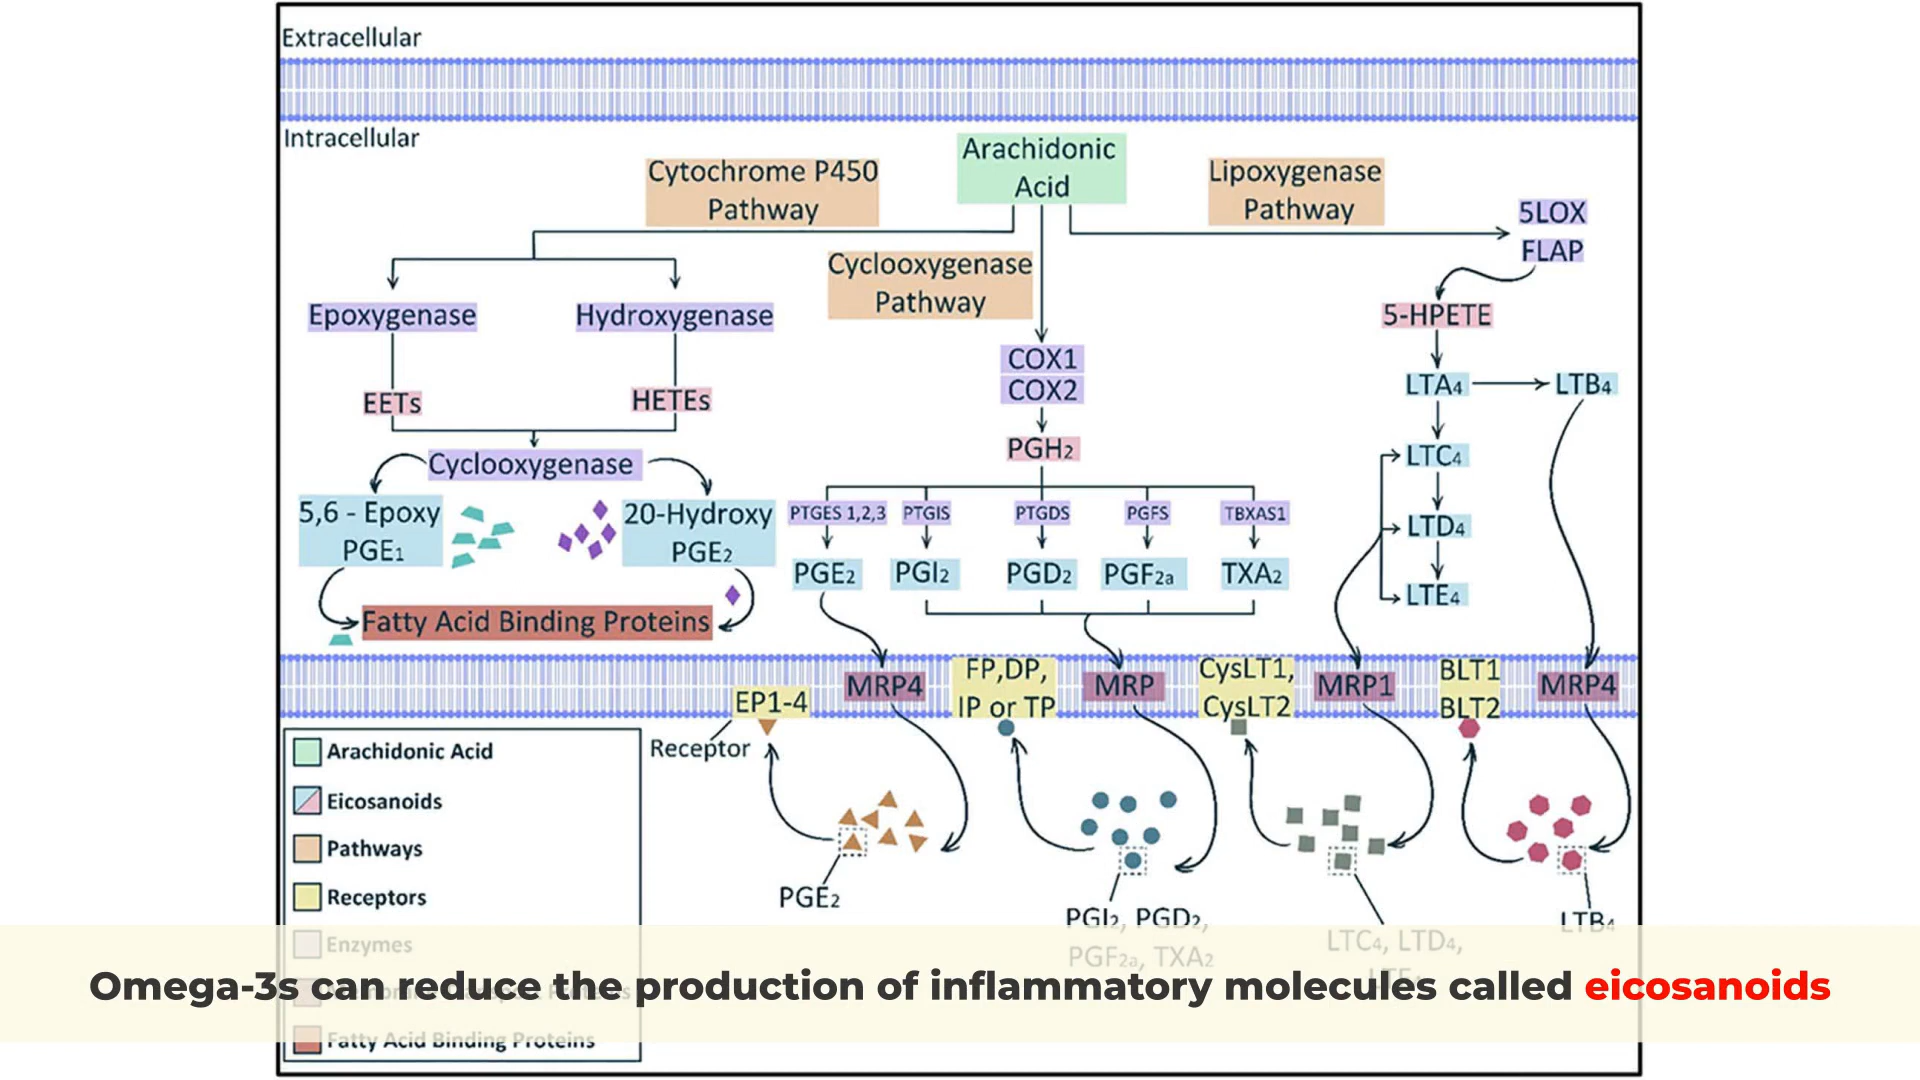 Extracellular
Intracellular
Arachidonic
Acid
Cytochrome P450
Pathway
Lipoxygenase
Pathway
5LOX
FLAP
Cyclooxygenase
Pathway
Epoxygenase
Hydroxygenase
5-HPETE
COX1
COX2
EETs
HETEs
LTA4
LTB4
PGH2
LTC4
Cyclooxygenase
5,6 - Epoxy
PGE1
20-Hydroxy
PGE2
PTGES 1,2,3
PTGIS
PTGDS
PGFS
TBXAS1
LTD4
PGE2
PGI2
PGD2
PGF2a
TXA2
LTE4
Fatty Acid Binding Proteins
EP1-4
MRP4
FP,DP,
IP or TP
MRP
CysLT1,
CysLT2
MRP1
BLT1
BLT2
MRP4
Receptor
Arachidonic Acid
Eicosanoids
Pathways
Receptors
Enzymes
Fatty Acid Binding Proteins
PGE2
PGI2, PGD2,
PGF2a, TXA2
LTC4, LTD4,
LTB4
Omega-3s can reduce the production of inflammatory molecules called eicosanoids